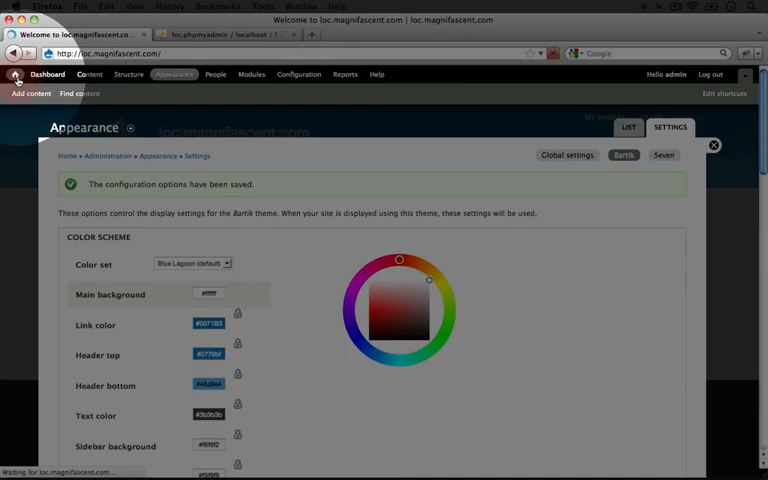 Firefox File Edit View History Bookmarks Tools Window Help
Welcome to loc.magnifascent.com | loc.magnifascent.com
Welcome to loc.magnifascent.com...
loc.phpmyadmin / localhost / l...
http://loc.magnifascent.com/
Google
Dashboard Content Structure Appearance People Modules Configuration Reports Help
Hello admin Log out
Add content Find content
Edit shortcuts
loc.magnifascent.com
Appearance
LIST SETTINGS
Home » Administration » Appearance » Settings
Global settings Bartik Seven
The configuration options have been saved.
These options control the display settings for the Bartik theme. When your site is displayed using this theme, these settings will be used.
COLOR SCHEME
Color set Blue Lagoon (default)
Main background #ffffff
Link color #0071B3
Header top #0779bf
Header bottom #48a9e4
Text color #3b3b3b
Sidebar background #f6f6f2
#f9f9f9
Waiting for loc.magnifascent.com...